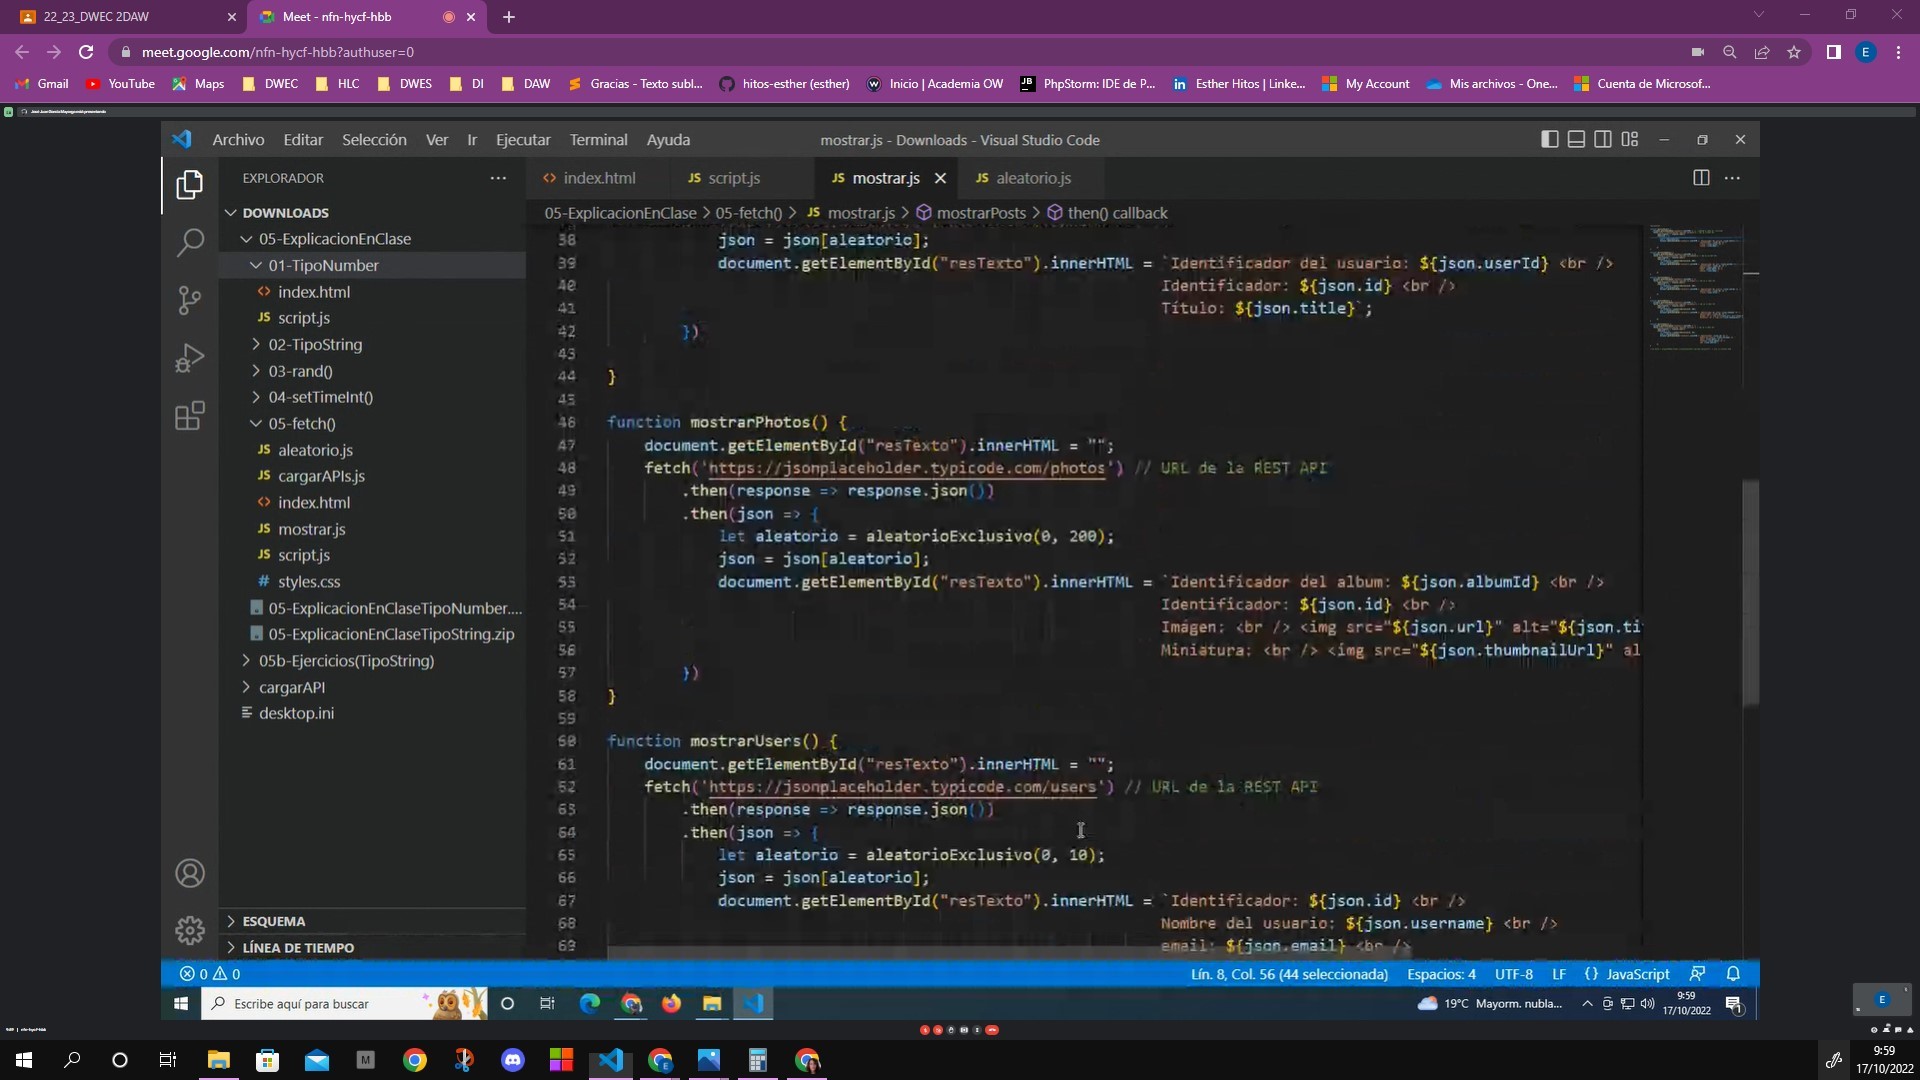 22_23_DWEC 2DAW
Meet - nfn-hycf-hbb
meet.google.com/nfn-hycf-hbb?authuser=0
E
Gmail YouTube Maps DWEC HLC DWES DI DAW Gracias - Texto subl... hitos-esther (esther) Inicio | Academia OW PhpStorm: IDE de P... Esther Hitos | Linke... My Account Mis archivos - One... Cuenta de Microsof...
Archivo Editar Selección Ver Ir Ejecutar Terminal Ayuda
mostrar.js - Downloads - Visual Studio Code
EXPLORADOR
DOWNLOADS
05-ExplicacionEnClase
01-TipoNumber
index.html
JS script.js
02-TipoString
03-rand()
04-setTimeInt()
05-fetch()
JS aleatorio.js
JS cargarAPIs.js
index.html
JS mostrar.js
JS script.js
# styles.css
05-ExplicacionEnClaseTipoNumber....
05-ExplicacionEnClaseTipoString.zip
05b-Ejercicios(TipoString)
cargarAPI
desktop.ini
ESQUEMA
LÍNEA DE TIEMPO
index.html JS script.js JS mostrar.js JS aleatorio.js
05-ExplicacionEnClase > 05-fetch() > JS mostrar.js > mostrarPosts > then() callback
38 json = json[aleatorio];
39 document.getElementById("resTexto").innerHTML = `Identificador del usuario: ${json.userId} <br />
40 Identificador: ${json.id} <br />
41 Titulo: ${json.title}`;
42 })
43
44 }
45
46 function mostrarPhotos() {
47 document.getElementById("resTexto").innerHTML = "";
48 fetch('https://jsonplaceholder.typicode.com/photos') // URL de la REST API
49 .then(response => response.json())
50 .then(json => {
51 let aleatorio = aleatorioExclusivo(0, 200);
52 json = json[aleatorio];
53 document.getElementById("resTexto").innerHTML = `Identificador del album: ${json.albumId} <br />
54 Identificador: ${json.id} <br />
55 Imágen: <br /> <img src="${json.url}" alt="${json.ti
56 Miniatura: <br /> <img src="${json.thumbnailUrl}" al
57 })
58 }
59
60 function mostrarUsers() {
61 document.getElementById("resTexto").innerHTML = "";
62 fetch('https://jsonplaceholder.typicode.com/users') // URL de la REST API
63 .then(response => response.json())
64 .then(json => {
65 let aleatorio = aleatorioExclusivo(0, 10);
66 json = json[aleatorio];
67 document.getElementById("resTexto").innerHTML = `Identificador: ${json.id} <br />
68 Nombre del usuario: ${json.username} <br />
69 email: ${json.email} <br />
0 0
Lín. 8, Col. 56 (44 seleccionada) Espacios: 4 UTF-8 LF {} JavaScript
Escribe aquí para buscar
19°C Mayorm. nubla...
9:59
17/10/2022
E
9:59
17/10/2022